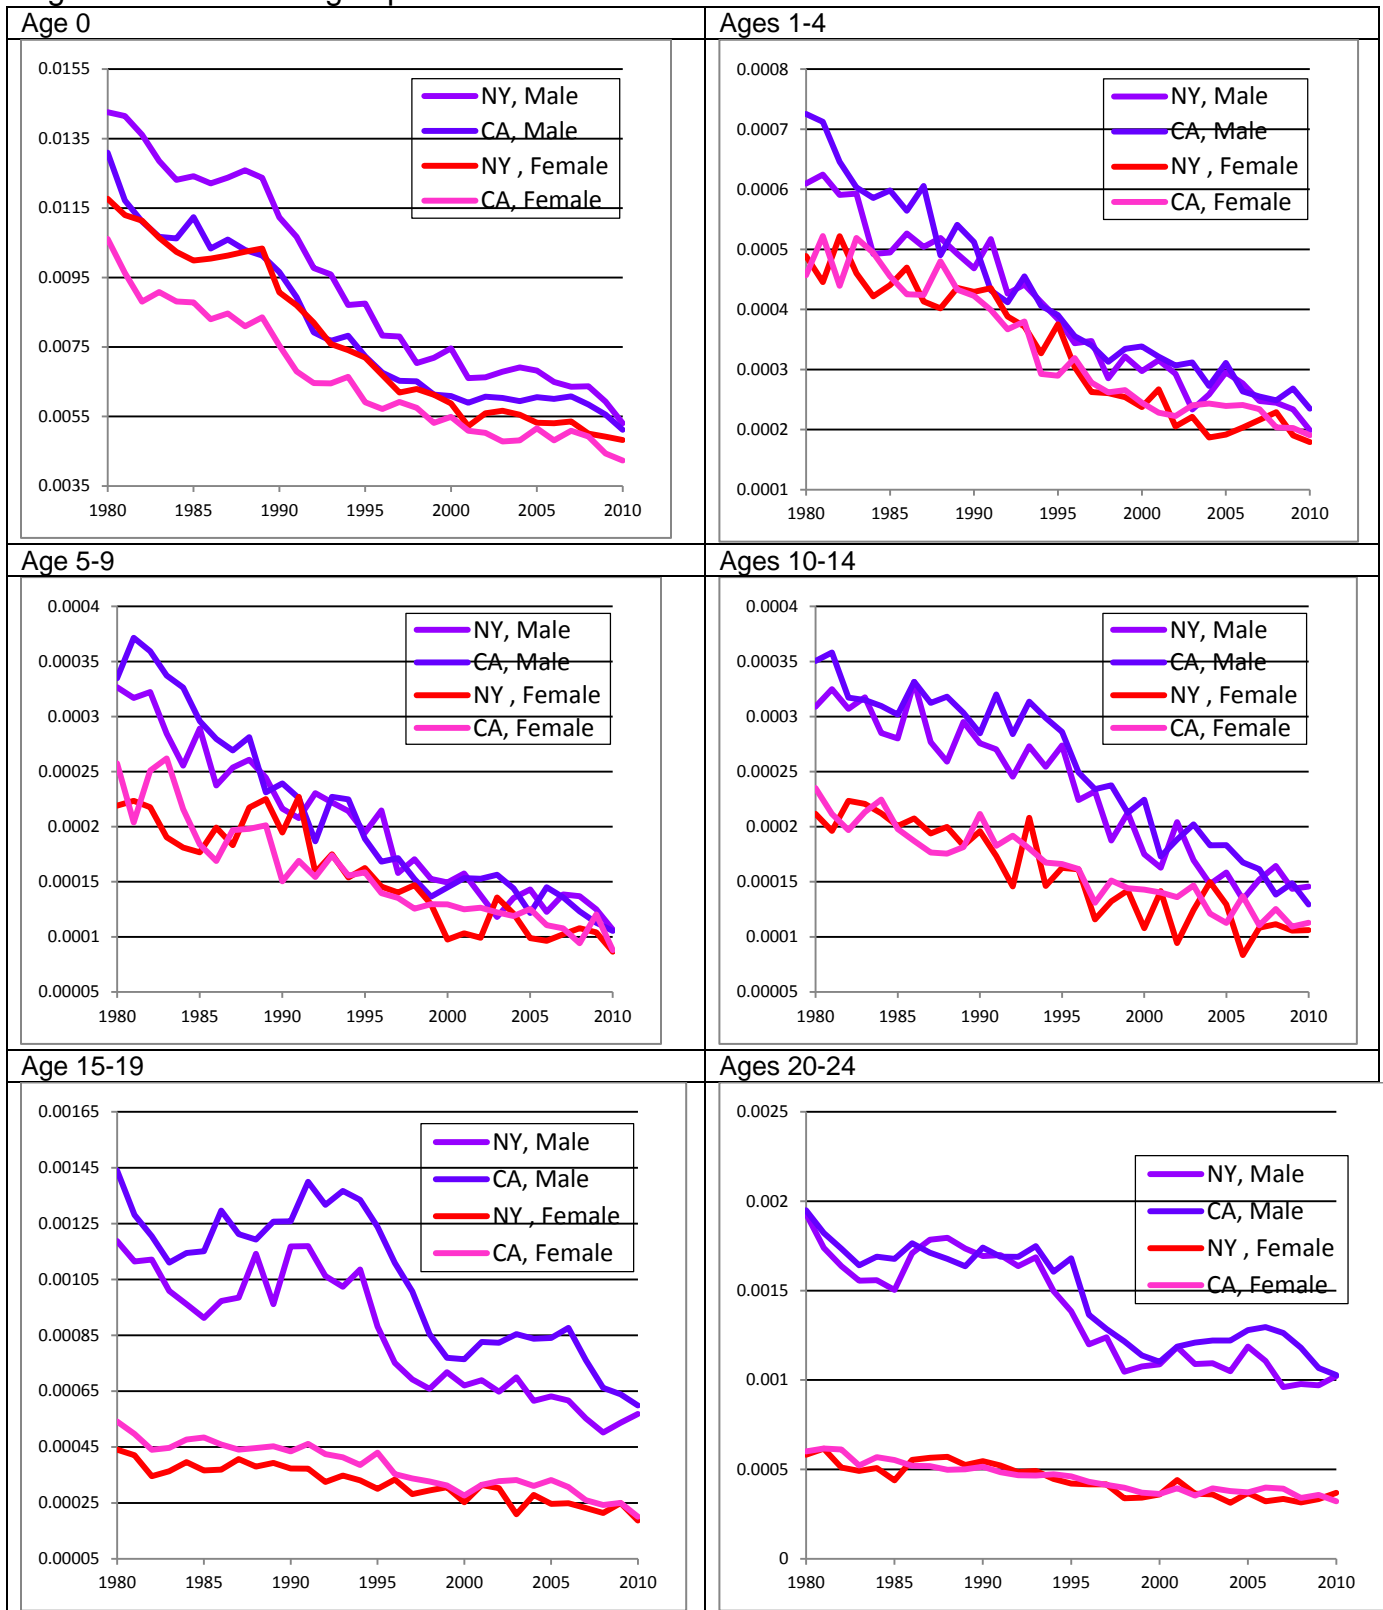 Age 0
0.0155
0.0135
0.0115
0.0095
0.0075
0.0055
0.0035
1980 1985 1990 1995 2000 2005 2010
NY, Male
CA, Male
NY , Female
CA, Female
Ages 1-4
0.0008
0.0007
0.0006
0.0005
0.0004
0.0003
0.0002
0.0001
1980 1985 1990 1995 2000 2005 2010
NY, Male
CA, Male
NY , Female
CA, Female
Age 5-9
0.0004
0.00035
0.0003
0.00025
0.0002
0.00015
0.0001
0.00005
1980 1985 1990 1995 2000 2005 2010
NY, Male
CA, Male
NY , Female
CA, Female
Ages 10-14
0.0004
0.00035
0.0003
0.00025
0.0002
0.00015
0.0001
0.00005
1980 1985 1990 1995 2000 2005 2010
NY, Male
CA, Male
NY , Female
CA, Female
Age 15-19
0.00165
0.00145
0.00125
0.00105
0.00085
0.00065
0.00045
0.00025
0.00005
1980 1985 1990 1995 2000 2005 2010
NY, Male
CA, Male
NY , Female
CA, Female
Ages 20-24
0.0025
0.002
0.0015
0.001
0.0005
0
1980 1985 1990 1995 2000 2005 2010
NY, Male
CA, Male
NY , Female
CA, Female